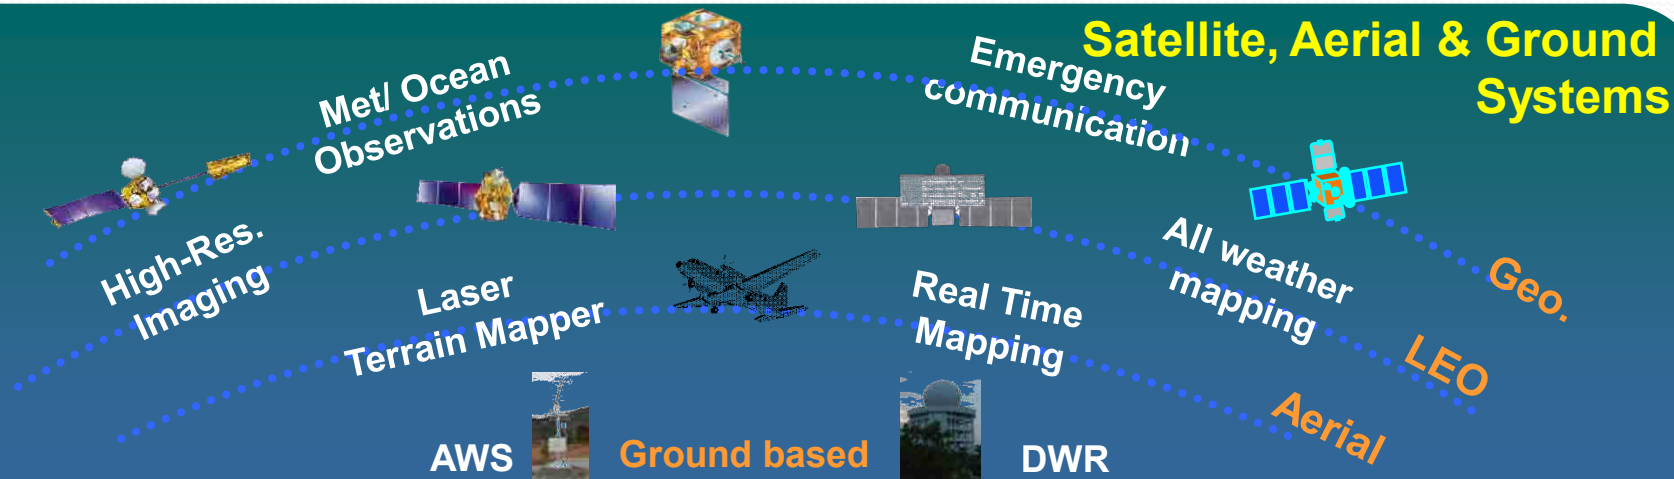 Satellite, Aerial & Ground
Systems
Met/ Ocean
Observations
Emergency
communication
High-Res.
Imaging
All weather
mapping
Geo.
Laser
Terrain Mapper
Real Time
Mapping
LEO
Aerial
AWS
Ground based
DWR